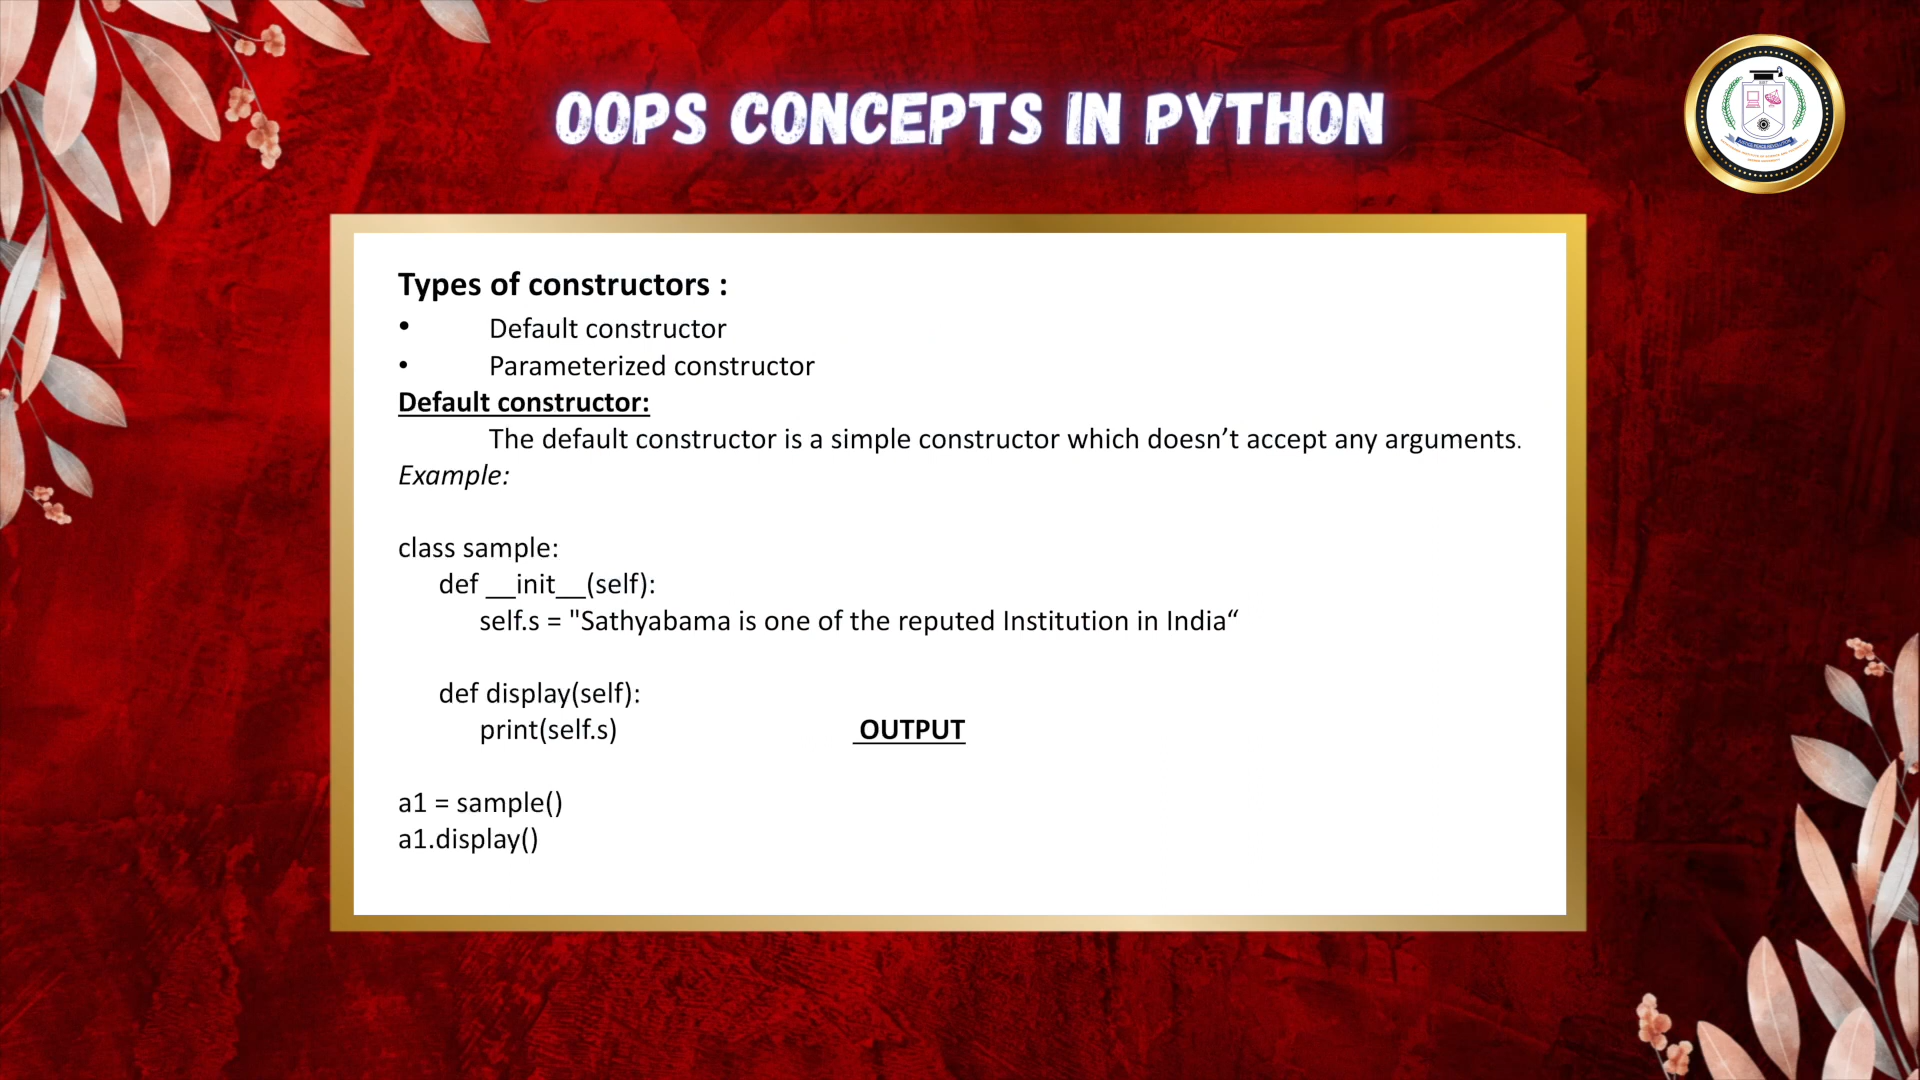 OOPS CONCEPTS IN PYTHON
Types of constructors :
• Default constructor
• Parameterized constructor
Default constructor:
The default constructor is a simple constructor which doesn’t accept any arguments.
Example:
class sample:
def __init__(self):
self.s = "Sathyabama is one of the reputed Institution in India“
def display(self):
print(self.s) OUTPUT
a1 = sample()
a1.display()